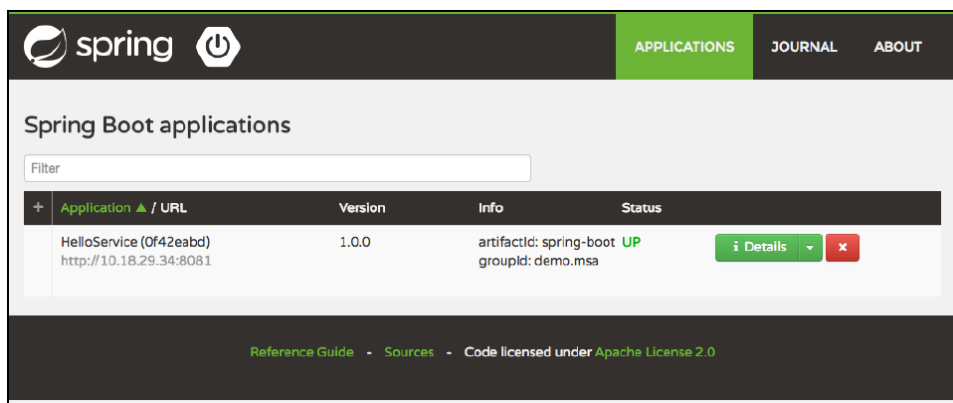 spring APPLICATIONS JOURNAL ABOUT
Spring Boot applications
Filter
+ Application ▲ / URL Version Info Status
HelloService (0f42eabd) 1.0.0 artifactId: spring-boot UP i Details ▾ ×
http://10.18.29.34:8081 groupId: demo.msa
Reference Guide - Sources - Code licensed under Apache License 2.0